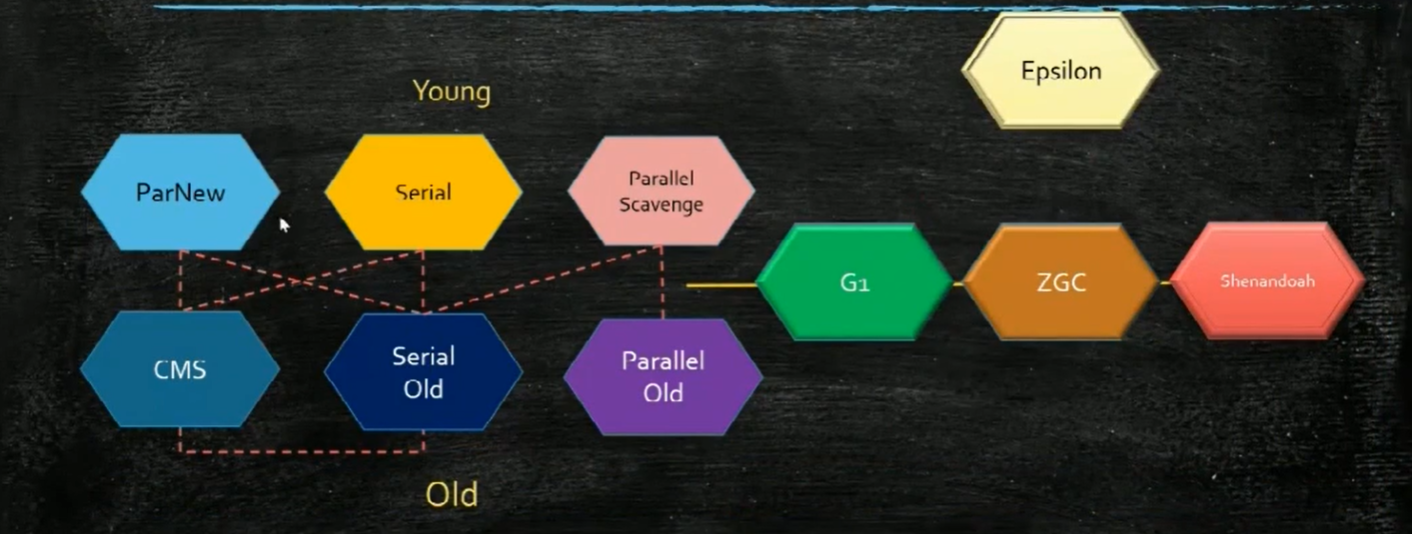 Epsilon
Young
ParNew
Serial
Parallel
Scavenge
G1
ZGC
Shenandoah
CMS
Serial
Old
Parallel
Old
Old